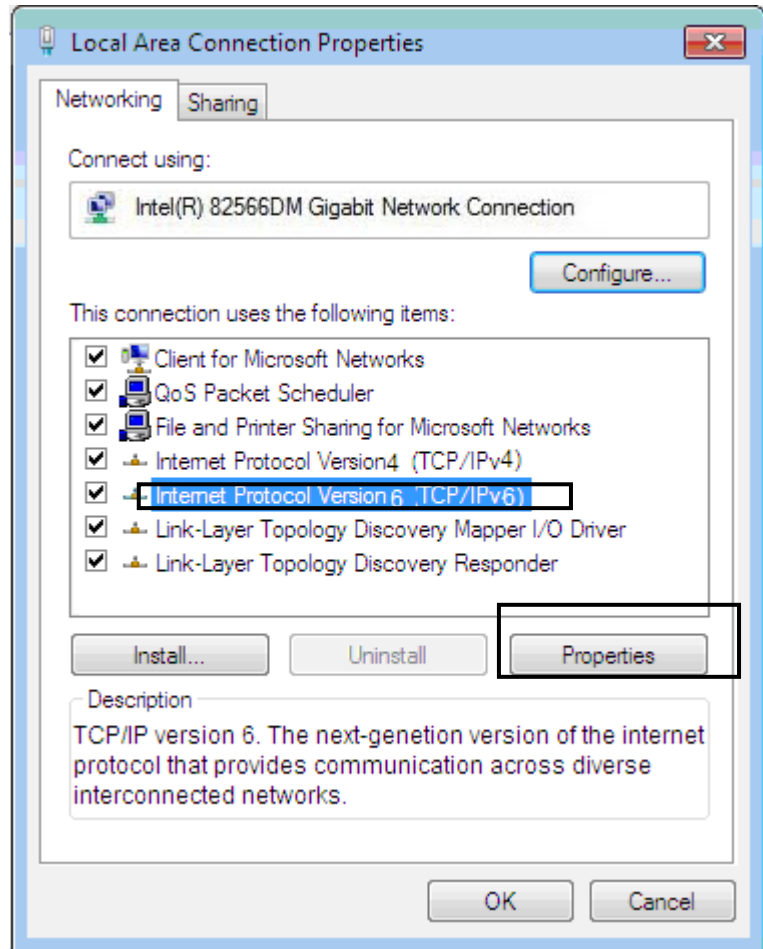 Local Area Connection Properties
Networking
Sharing
Connect using:
Intel(R) 82566DM Gigabit Network Connection
Configure...
This connection uses the following items:
Client for Microsoft Networks
QoS Packet Scheduler
File and Printer Sharing for Microsoft Networks
Internet Protocol Version4 (TCP/IPv4)
Internet Protocol Version 6 (TCP/IPv6)
Link-Layer Topology Discovery Mapper I/O Driver
Link-Layer Topology Discovery Responder
Install... Uninstall Properties
Description
TCP/IP version 6. The next-genetion version of the internet
protocol that provides communication across diverse
interconnected networks.
OK Cancel